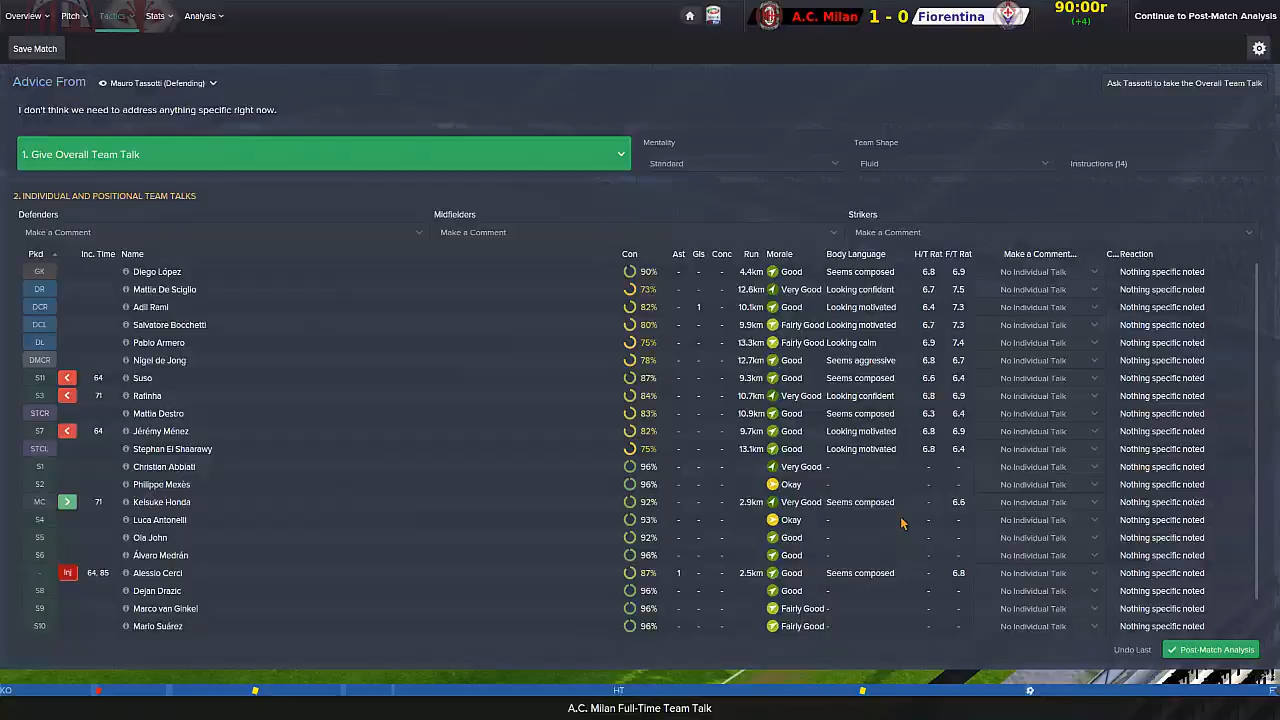 Overview Pitch Tactics Stats Analysis A.C. Milan 1 - 0 Fiorentina 90:00r (+4) Continue to Post-Match Analysis
Save Match
Advice From Mauro Tassotti (Defending) Ask Tassotti to take the Overall Team Talk
I don't think we need to address anything specific right now.
1. Give Overall Team Talk
Mentality Team Shape
Standard Fluid Instructions (14)
2. INDIVIDUAL AND POSITIONAL TEAM TALKS
Defenders Midfielders Strikers
Make a Comment Make a Comment Make a Comment
Pkd Inc. Time Name Con Ast Gls Conc Run Morale Body Language H/T Rat F/T Rat Make a Comment... C... Reaction
GK Diego López 90% - - - 4.4km Good Seems composed 6.8 6.9 No Individual Talk Nothing specific noted
DR Mattia De Sciglio 73% - - - 12.6km Very Good Looking confident 6.7 7.5 No Individual Talk Nothing specific noted
DCR Adil Rami 82% - 1 - 10.1km Good Looking motivated 6.4 7.3 No Individual Talk Nothing specific noted
DCL Salvatore Bocchetti 80% - - - 9.9km Fairly Good Looking motivated 6.7 7.3 No Individual Talk Nothing specific noted
DL Pablo Armero 75% - - - 13.3km Fairly Good Looking calm 6.9 7.4 No Individual Talk Nothing specific noted
DMCR Nigel de Jong 78% - - - 12.7km Good Seems aggressive 6.8 6.7 No Individual Talk Nothing specific noted
S11 64 Suso 87% - - - 9.3km Good Seems composed 6.6 6.4 No Individual Talk Nothing specific noted
S3 71 Rafinha 84% - - - 10.7km Very Good Looking confident 6.8 6.9 No Individual Talk Nothing specific noted
STCR Mattia Destro 83% - - - 10.9km Good Seems composed 6.3 6.4 No Individual Talk Nothing specific noted
S7 64 Jérémy Ménez 82% - - - 9.7km Good Looking motivated 6.8 6.9 No Individual Talk Nothing specific noted
STCL Stephan El Shaarawy 75% - - - 13.1km Good Looking motivated 6.8 6.4 No Individual Talk Nothing specific noted
S1 Christian Abbiati 96% - - - Very Good - - - No Individual Talk Nothing specific noted
S2 Philippe Mexès 96% - - - Okay - - - No Individual Talk Nothing specific noted
MC 71 Keisuke Honda 92% - - - 2.9km Very Good Seems composed - 6.6 No Individual Talk Nothing specific noted
S4 Luca Antonelli 93% - - - Okay - - - No Individual Talk Nothing specific noted
S5 Ola John 92% - - - Good - - - No Individual Talk Nothing specific noted
S6 Álvaro Medrán 96% - - - Good - - - No Individual Talk Nothing specific noted
- Inj 64, 85 Alessio Cerci 87% 1 - - 2.5km Good Seems composed - 6.8 No Individual Talk Nothing specific noted
S8 Dejan Drazic 96% - - - Good - - - No Individual Talk Nothing specific noted
S9 Marco van Ginkel 96% - - - Fairly Good - - - No Individual Talk Nothing specific noted
S10 Mario Suárez 96% - - - Fairly Good - - - No Individual Talk Nothing specific noted
Undo Last Post-Match Analysis
KO HT F
A.C. Milan Full-Time Team Talk